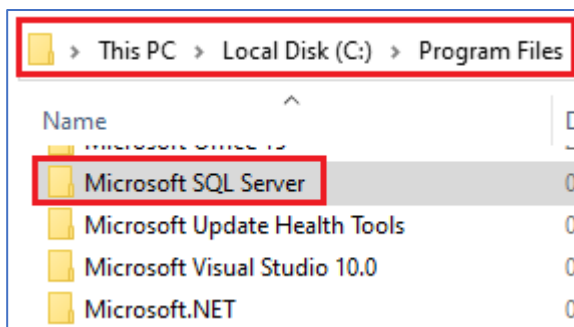 This PC > Local Disk (C:) > Program Files
Name
Microsoft SQL Server
Microsoft Update Health Tools
Microsoft Visual Studio 10.0
Microsoft.NET